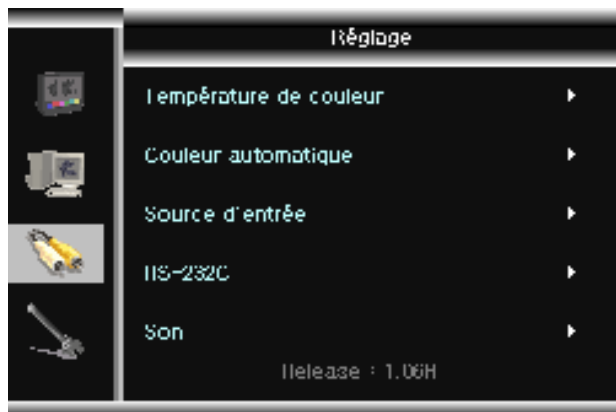 Réglage
Température de couleur
Couleur automatique
Source d'entrée
RS-232C
Son
Release : 1.06H